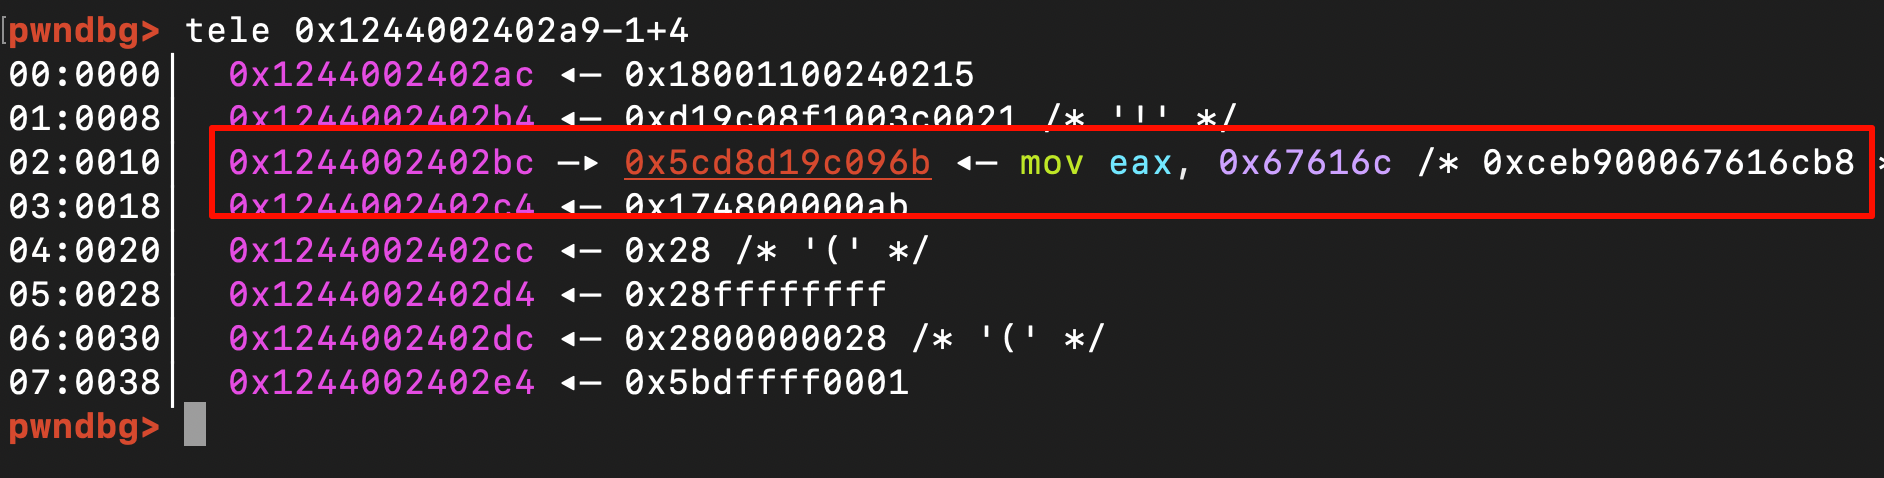 pwndbg> tele 0x1244002402a9-1+4
00:0000│  0x1244002402ac ◂— 0x18001100240215
01:0008│  0x1244002402b4 ◂— 0xd19c08f1003c0021 /* '!' */
02:0010│  0x1244002402bc —▸ 0x5cd8d19c096b ◂— mov eax, 0x67616c /* 0xceb900067616cb8 *
03:0018│  0x1244002402c4 ◂— 0x174800000ab
04:0020│  0x1244002402cc ◂— 0x28 /* '(' */
05:0028│  0x1244002402d4 ◂— 0x28ffffffff
06:0030│  0x1244002402dc ◂— 0x2800000028 /* '(' */
07:0038│  0x1244002402e4 ◂— 0x5bdffff0001
pwndbg>